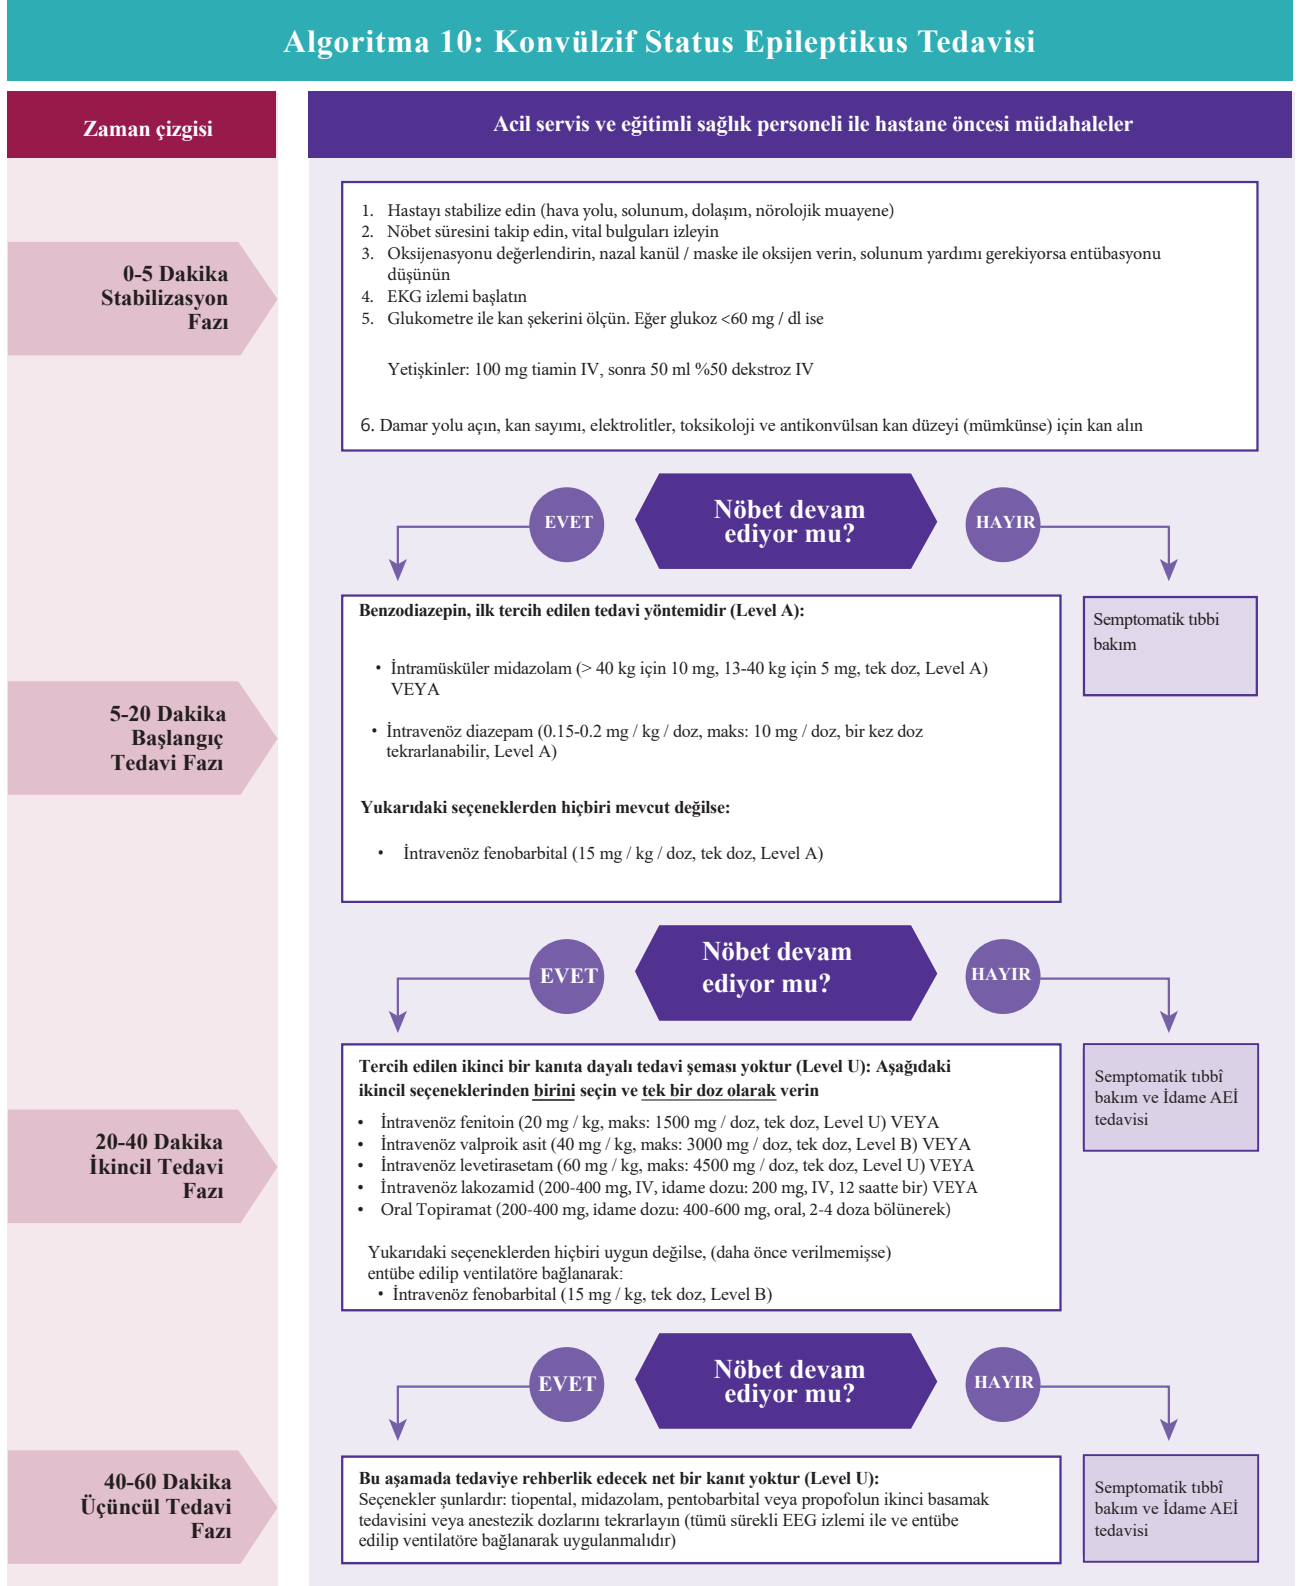 Algoritma 10: Konvülzif Status Epileptikus Tedavisi
Zaman çizgisi
Acil servis ve eğitimli sağlık personeli ile hastane öncesi müdahaleler
0-5 Dakika
Stabilizasyon
Fazı
1. Hastayı stabilize edin (hava yolu, solunum, dolaşım, nörolojik muayene)
2. Nöbet süresini takip edin, vital bulguları izleyin
3. Oksijenasyonu değerlendirin, nazal kanül / maske ile oksijen verin, solunum yardımı gerekiyorsa entübasyonu
düşünün
4. EKG izlemi başlatın
5. Glukometre ile kan şekerini ölçün. Eğer glukoz <60 mg / dl ise
Yetişkinler: 100 mg tiamin IV, sonra 50 ml %50 dekstroz IV
6. Damar yolu açın, kan sayımı, elektrolitler, toksikoloji ve antikonvülsan kan düzeyi (mümkünse) için kan alın
EVET
Nöbet devam
ediyor mu?
HAYIR
5-20 Dakika
Başlangıç
Tedavi Fazı
Benzodiazepin, ilk tercih edilen tedavi yöntemidir (Level A):
• İntramüsküler midazolam (> 40 kg için 10 mg, 13-40 kg için 5 mg, tek doz, Level A)
VEYA
• İntravenöz diazepam (0.15-0.2 mg / kg / doz, maks: 10 mg / doz, bir kez doz
tekrarlanabilir, Level A)
Yukarıdaki seçeneklerden hiçbiri mevcut değilse:
• İntravenöz fenobarbital (15 mg / kg / doz, tek doz, Level A)
Semptomatik tıbbi
bakım
EVET
Nöbet devam
ediyor mu?
HAYIR
20-40 Dakika
İkincil Tedavi
Fazı
Tercih edilen ikinci bir kanıta dayalı tedavi şeması yoktur (Level U): Aşağıdaki
ikincil seçeneklerinden birini seçin ve tek bir doz olarak verin
• İntravenöz fenitoin (20 mg / kg, maks: 1500 mg / doz, tek doz, Level U) VEYA
• İntravenöz valproik asit (40 mg / kg, maks: 3000 mg / doz, tek doz, Level B) VEYA
• İntravenöz levetirasetam (60 mg / kg, maks: 4500 mg / doz, tek doz, Level U) VEYA
• İntravenöz lakozamid (200-400 mg, IV, idame dozu: 200 mg, IV, 12 saatte bir) VEYA
• Oral Topiramat (200-400 mg, idame dozu: 400-600 mg, oral, 2-4 doza bölünerek)
Yukarıdaki seçeneklerden hiçbiri uygun değilse, (daha önce verilmemişse)
entübe edilip ventilatöre bağlanarak:
• İntravenöz fenobarbital (15 mg / kg, tek doz, Level B)
Semptomatik tıbbî
bakım ve İdame AEİ
tedavisi
EVET
Nöbet devam
ediyor mu?
HAYIR
40-60 Dakika
Üçüncül Tedavi
Fazı
Bu aşamada tedaviye rehberlik edecek net bir kanıt yoktur (Level U):
Seçenekler şunlardır: tiopental, midazolam, pentobarbital veya propofolun ikinci basamak
tedavisini veya anestezik dozlarını tekrarlayın (tümü sürekli EEG izlemi ile ve entübe
edilip ventilatöre bağlanarak uygulanmalıdır)
Semptomatik tıbbî
bakım ve İdame AEİ
tedavisi